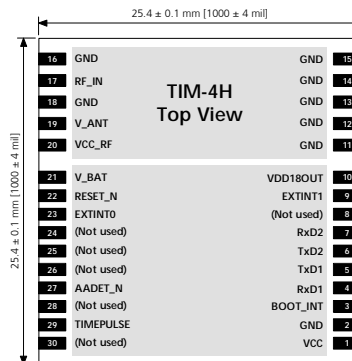 25.4 ± 0.1 mm [1000 ± 4 mil]
25.4 ± 0.1 mm [1000 ± 4 mil]
TIM-4H
Top View
16 GND GND 15
17 RF_IN GND 14
18 GND GND 13
19 V_ANT GND 12
20 VCC_RF GND 11
21 V_BAT VDD18OUT 10
22 RESET_N EXTINT1 9
23 EXTINT0 (Not used) 8
24 (Not used) RxD2 7
25 (Not used) TxD2 6
26 (Not used) TxD1 5
27 AADET_N RxD1 4
28 (Not used) BOOT_INT 3
29 TIMEPULSE GND 2
30 (Not used) VCC 1